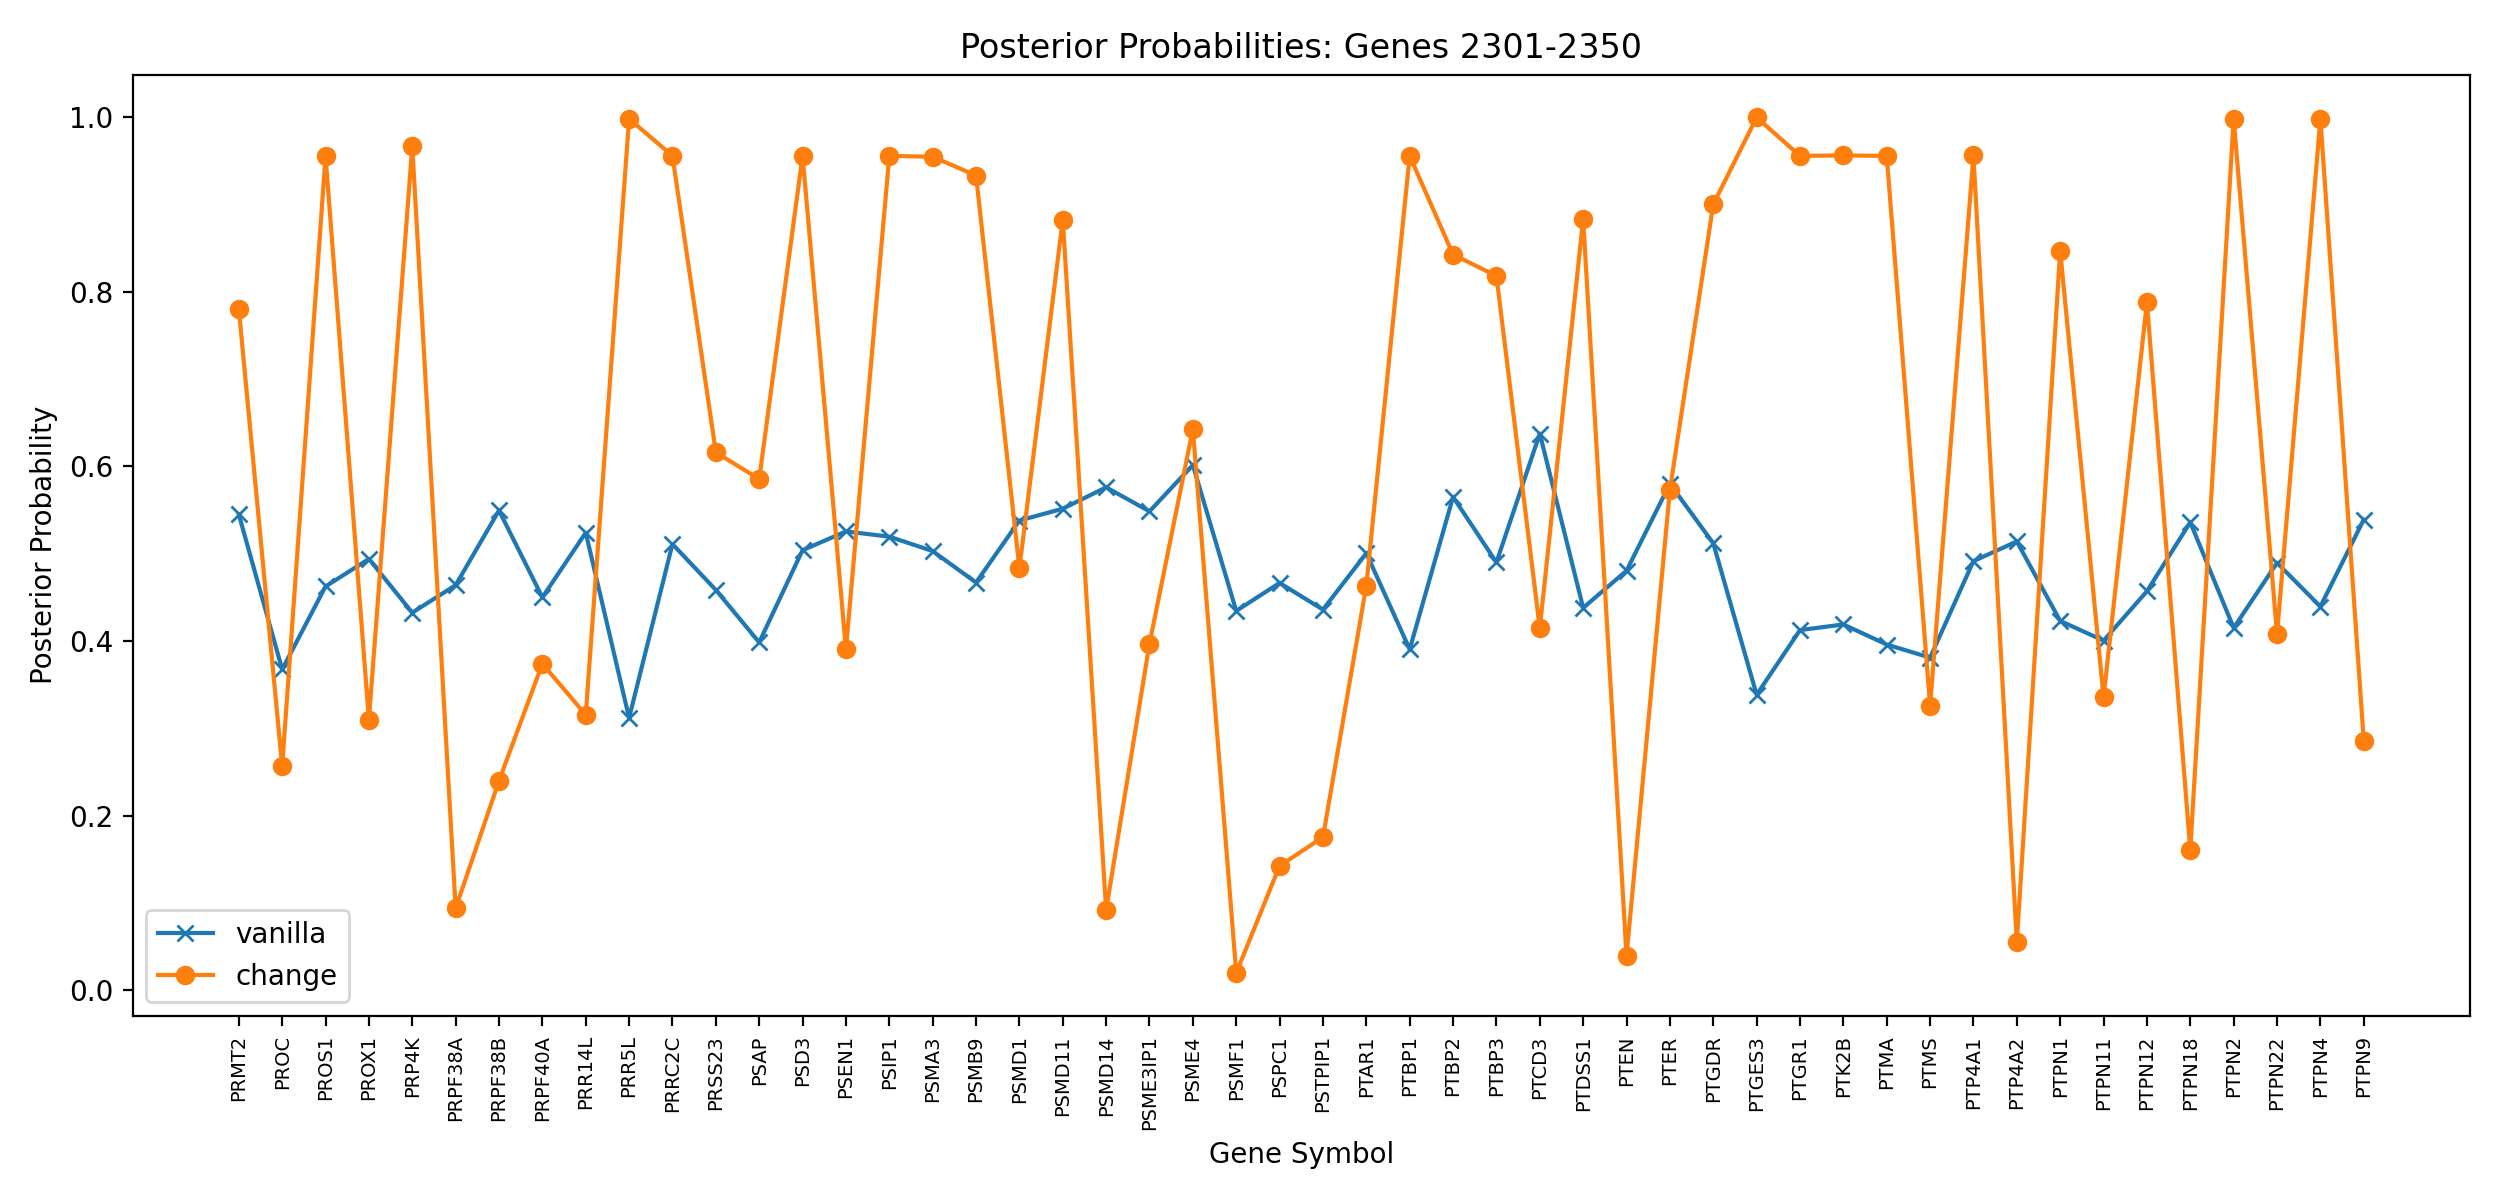 Posterior Probabilities: Genes 2301-2350
Posterior Probability
1.0
0.8
0.6
0.4
0.2
0.0
vanilla
change
PRMT2
PROC
PROS1
PROX1
PRP4K
PRPF38A
PRPF38B
PRPF40A
PRR14L
PRR5L
PRRC2C
PRSS23
PSAP
PSD3
PSEN1
PSIP1
PSMA3
PSMB9
PSMD1
PSMD11
PSMD14
PSME3IP1
PSME4
PSMF1
PSPC1
PSTPIP1
PTAR1
PTBP1
PTBP2
PTBP3
PTCD3
PTDSS1
PTEN
PTER
PTGDR
PTGES3
PTGR1
PTK2B
PTMA
PTMS
PTP4A1
PTP4A2
PTPN1
PTPN11
PTPN12
PTPN18
PTPN2
PTPN22
PTPN4
PTPN9
Gene Symbol